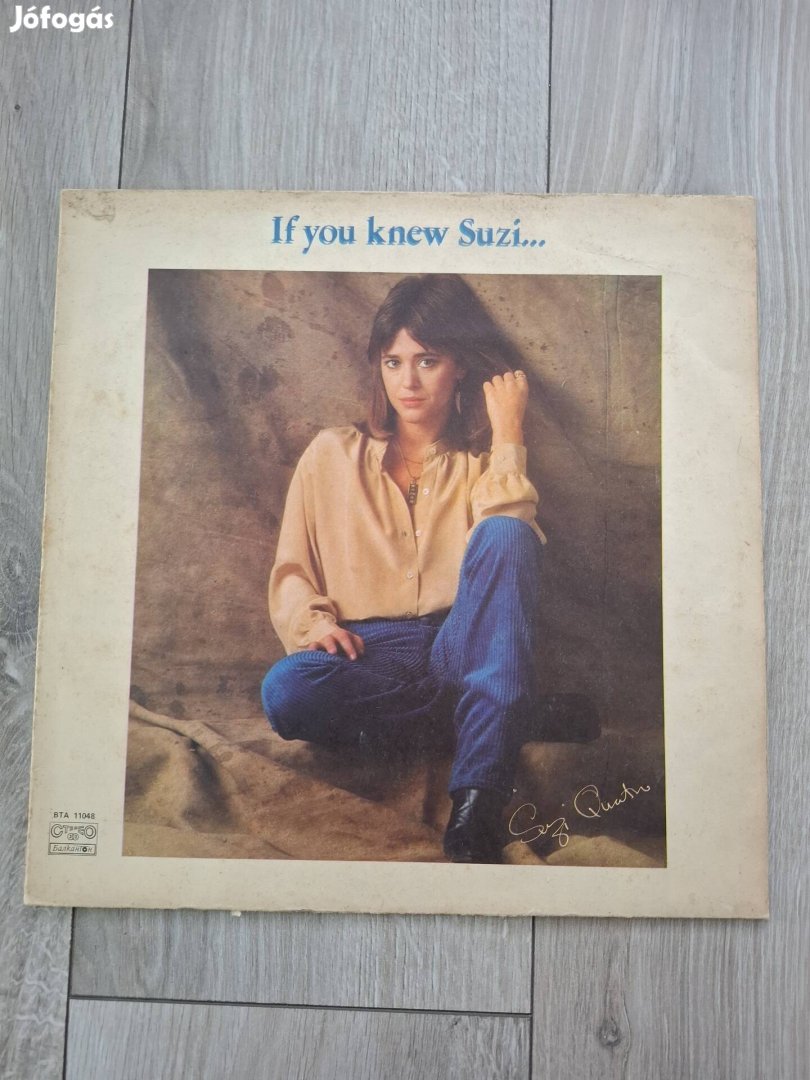 Jófogás
If you knew Suzi...
Suzi Quatro
BTA 11048
СТЕРЕО
Балкантон